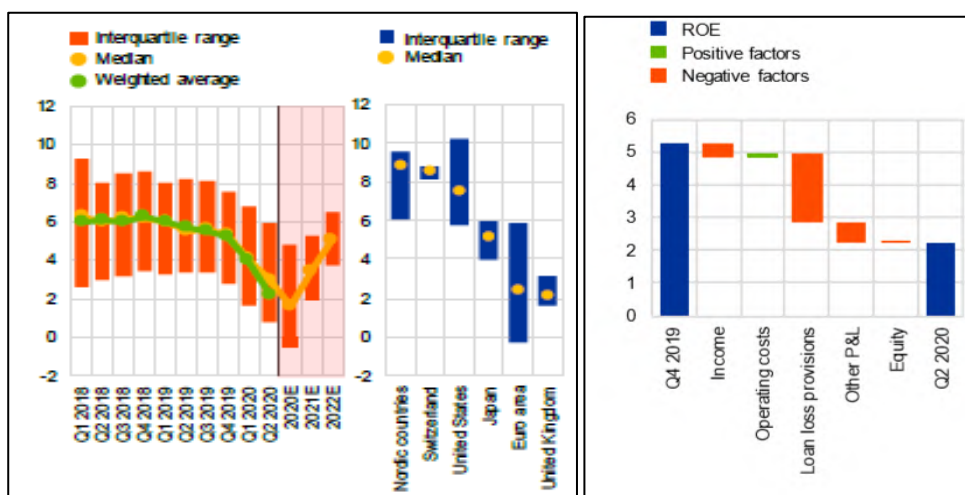 Interquartile range
Median
Weighted average
12
10
8
6
4
2
0
-2
Q1 2018
Q2 2018
Q3 2018
Q4 2018
Q1 2019
Q2 2019
Q3 2019
Q4 2019
Q1 2020
Q2 2020
2020E
2021E
2022E
Interquartile range
Median
12
10
8
6
4
2
0
-2
Nordic countries
Switzerland
United States
Japan
Euro area
United Kingdom
ROE
Positive factors
Negative factors
6
5
4
3
2
1
0
Q4 2019
Income
Operating costs
Loan loss provisions
Other P&L
Equity
Q2 2020